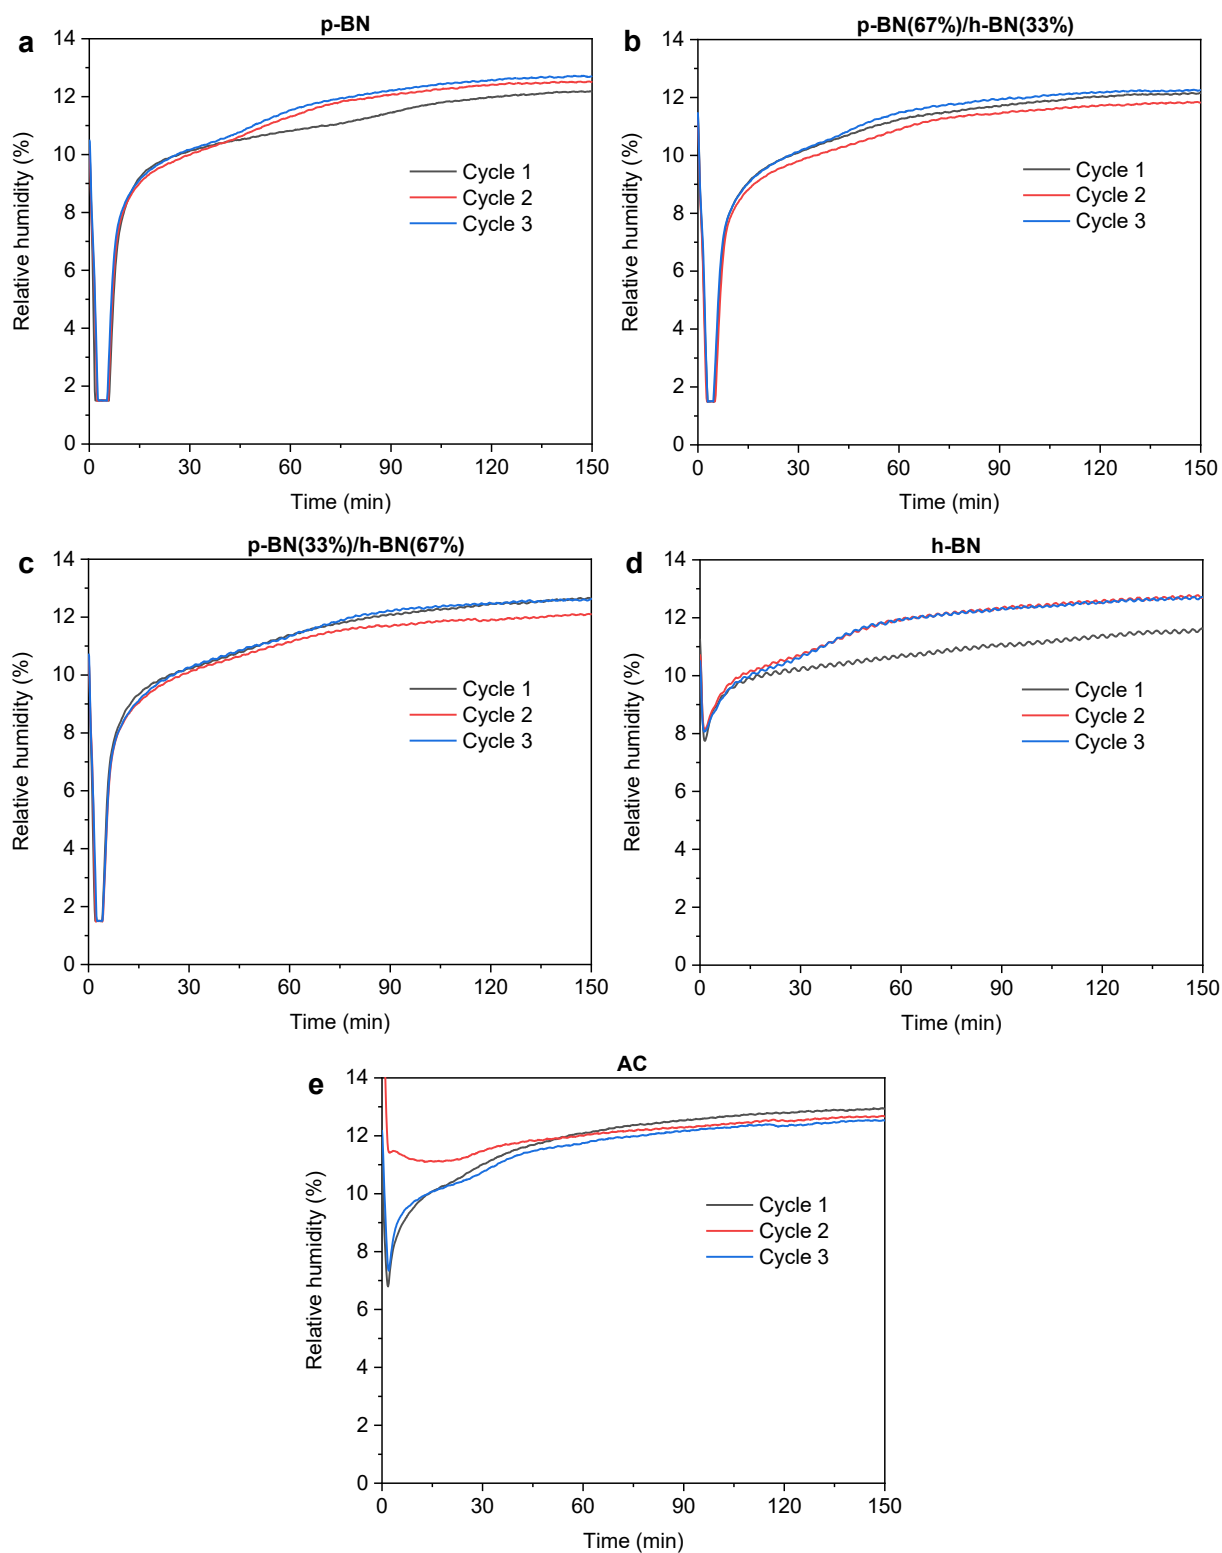 a
p-BN
14
12
10
8
6
4
2
0
Relative humidity (%)
Cycle 1
Cycle 2
Cycle 3
0 30 60 90 120 150
Time (min)
b
p-BN(67%)/h-BN(33%)
14
12
10
8
6
4
2
0
Relative humidity (%)
Cycle 1
Cycle 2
Cycle 3
0 30 60 90 120 150
Time (min)
c
p-BN(33%)/h-BN(67%)
14
12
10
8
6
4
2
0
Relative humidity (%)
Cycle 1
Cycle 2
Cycle 3
0 30 60 90 120 150
Time (min)
d
h-BN
14
12
10
8
6
4
2
0
Relative humidity (%)
Cycle 1
Cycle 2
Cycle 3
0 30 60 90 120 150
Time (min)
e
AC
14
12
10
8
6
4
2
0
Relative humidity (%)
Cycle 1
Cycle 2
Cycle 3
0 30 60 90 120 150
Time (min)